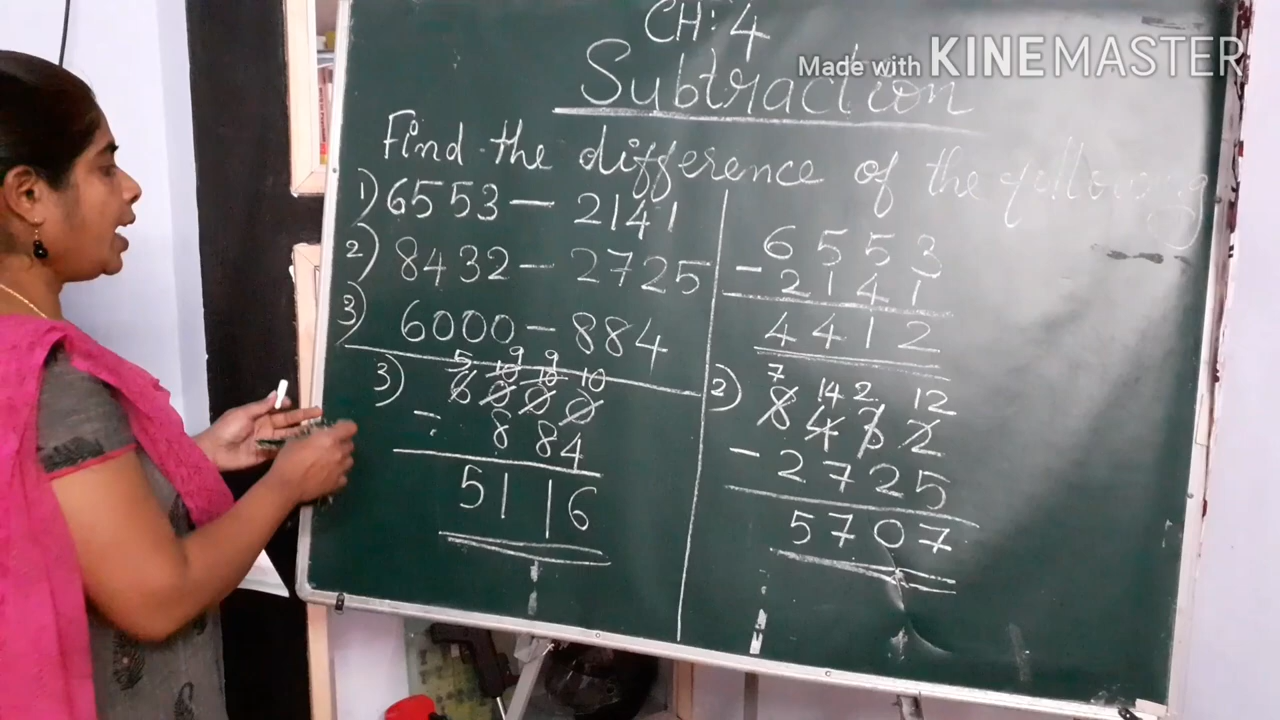 CH: 4
Made with KINEMASTER
Subtraction
Find the difference of the following
1) 6553 - 2141
2) 8432 - 2725
3) 6000 - 884
6553
- 2141
4412
3)
9 9
5 10 10 10
6 0 0 0
- 884
5116
2)
7 14 2 12
8 4 3 2
- 2725
5707